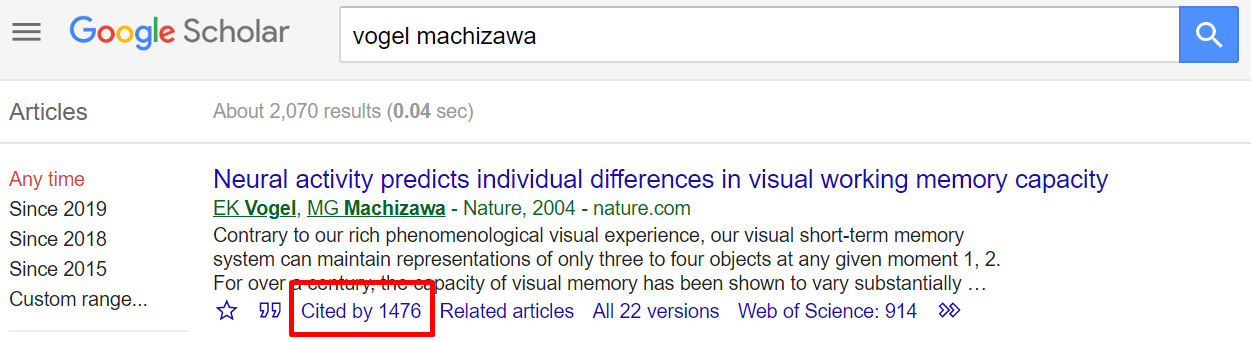 Google Scholar
vogel machizawa
Articles
About 2,070 results (0.04 sec)
Any time
Since 2019
Since 2018
Since 2015
Custom range...
Neural activity predicts individual differences in visual working memory capacity
EK Vogel, MG Machizawa - Nature, 2004 - nature.com
Contrary to our rich phenomenological visual experience, our visual short-term memory
system can maintain representations of only three to four objects at any given moment 1, 2.
For over a century, the capacity of visual memory has been shown to vary substantially …
Cited by 1476 Related articles All 22 versions Web of Science: 914